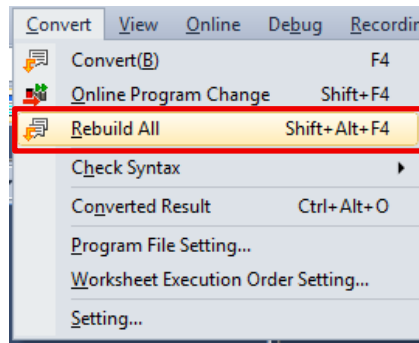 Convert View Online Debug Recordin
Convert(B) F4
Online Program Change Shift+F4
Rebuild All Shift+Alt+F4
Check Syntax
Converted Result Ctrl+Alt+O
Program File Setting...
Worksheet Execution Order Setting...
Setting...